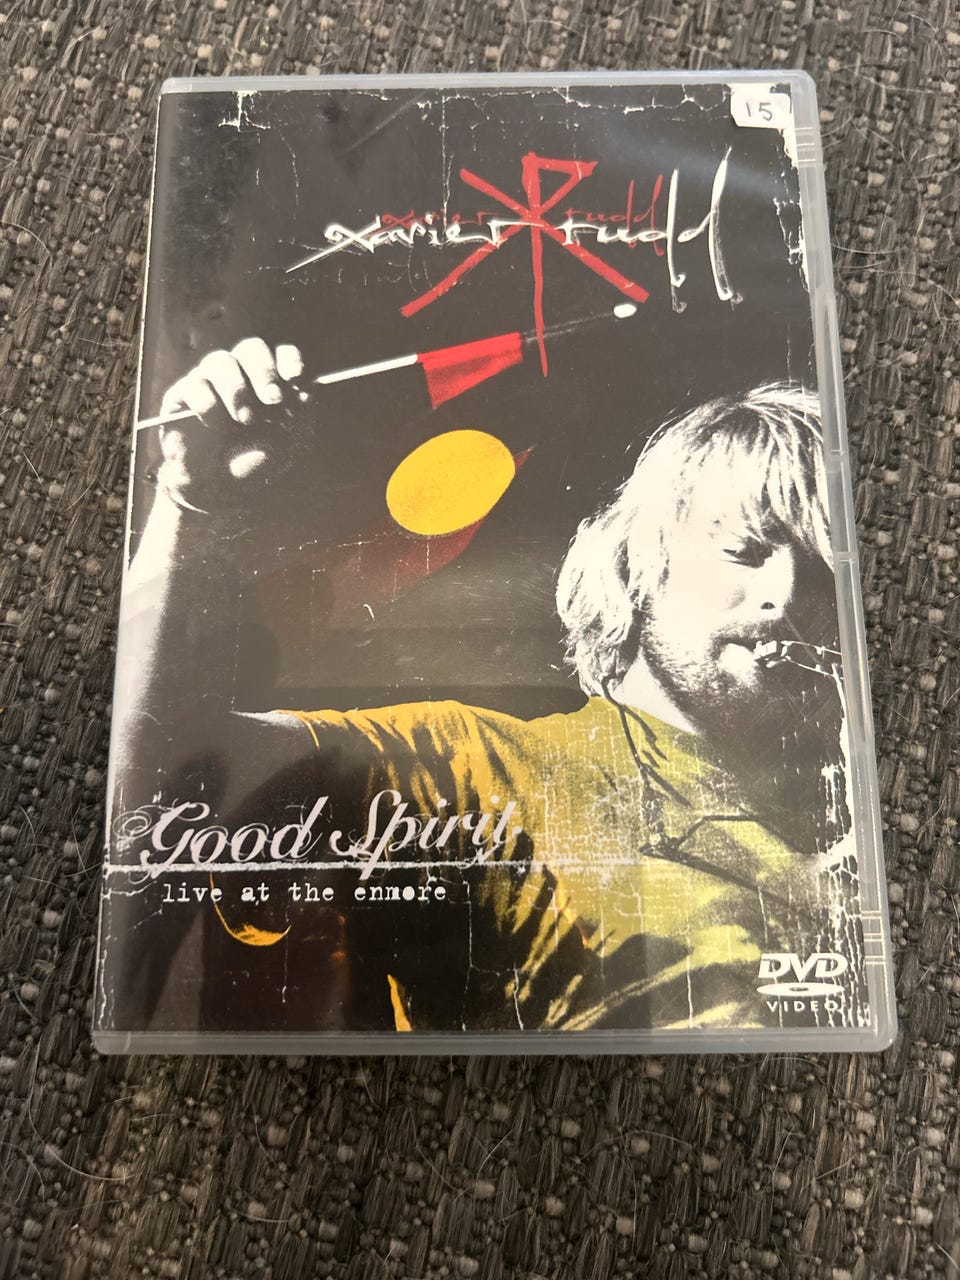 15
xavier rudd
Good Spirit
live at the enmore
DVD
VIDEO